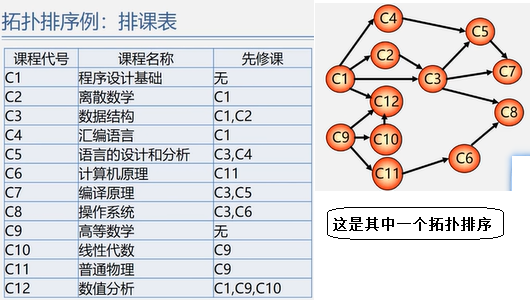 拓扑排序例：排课表
课程代号 课程名称 先修课
C1 程序设计基础 无
C2 离散数学 C1
C3 数据结构 C1,C2
C4 汇编语言 C1
C5 语言的设计和分析 C3,C4
C6 计算机原理 C11
C7 编译原理 C3,C5
C8 操作系统 C3,C6
C9 高等数学 无
C10 线性代数 C9
C11 普通物理 C9
C12 数值分析 C1,C9,C10
C4
C5
C2
C1
C3
C7
C12
C8
C9
C10
C6
C11
这是其中一个拓扑排序